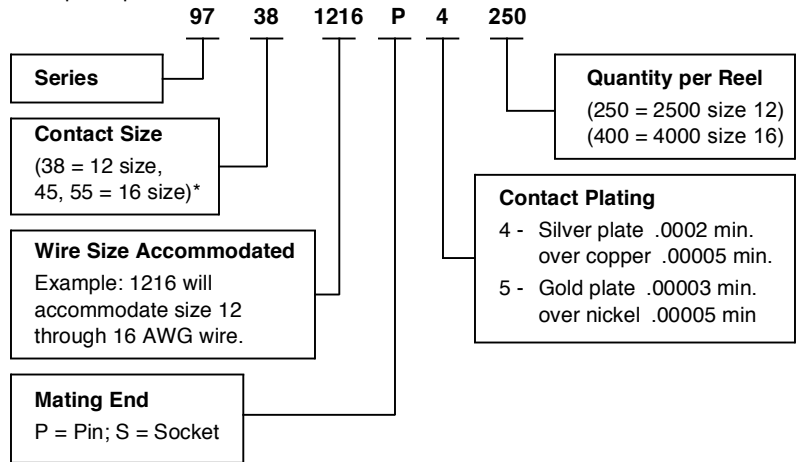 97 38 1216 P 4 250
Series
Contact Size
(38 = 12 size,
45, 55 = 16 size)*
Wire Size Accommodated
Example: 1216 will
accommodate size 12
through 16 AWG wire.
Mating End
P = Pin; S = Socket
Quantity per Reel
(250 = 2500 size 12)
(400 = 4000 size 16)
Contact Plating
4 - Silver plate .0002 min.
over copper .00005 min.
5 - Gold plate .00003 min.
over nickel .00005 min